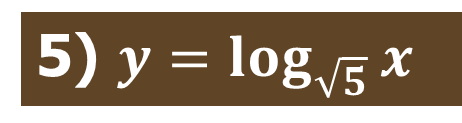 5) y = log√5 x